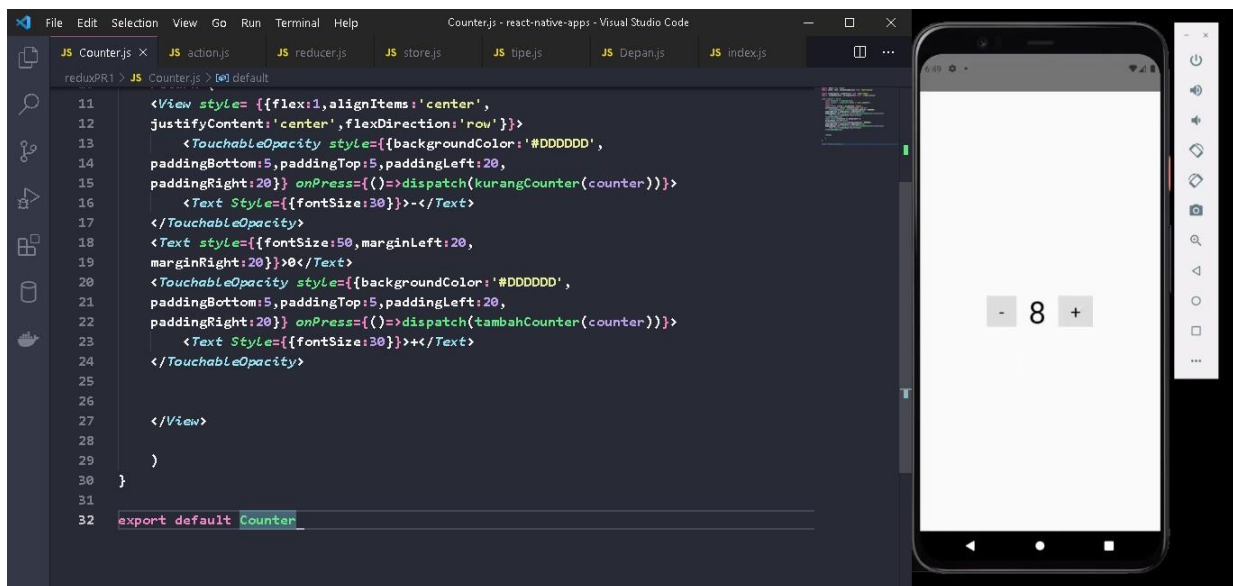 File Edit Selection View Go Run Terminal Help Counter.js - react-native-apps - Visual Studio Code
JS Counter.js JS action.js JS reducer.js JS store.js JS tipe.js JS Depan.js JS index.js
reduxPR1 > JS Counter.js > default
11 <View style= {{flex:1,alignItems:'center',
12 justifyContent:'center',flexDirection:'row'}}>
13 <TouchableOpacity style={{backgroundColor:'#DDDDDD',
14 paddingBottom:5,paddingTop:5,paddingLeft:20,
15 paddingRight:20}} onPress={()=>dispatch(kurangCounter(counter))}>
16 <Text Style={{fontSize:30}}>-</Text>
17 </TouchableOpacity>
18 <Text style={{fontSize:50,marginLeft:20,
19 marginRight:20}}>0</Text>
20 <TouchableOpacity style={{backgroundColor:'#DDDDDD',
21 paddingBottom:5,paddingTop:5,paddingLeft:20,
22 paddingRight:20}} onPress={()=>dispatch(tambahCounter(counter))}>
23 <Text Style={{fontSize:30}}>+</Text>
24 </TouchableOpacity>
25
26
27 </View>
28
29 )
30 }
31
32 export default Counter
6:49
- 8 +